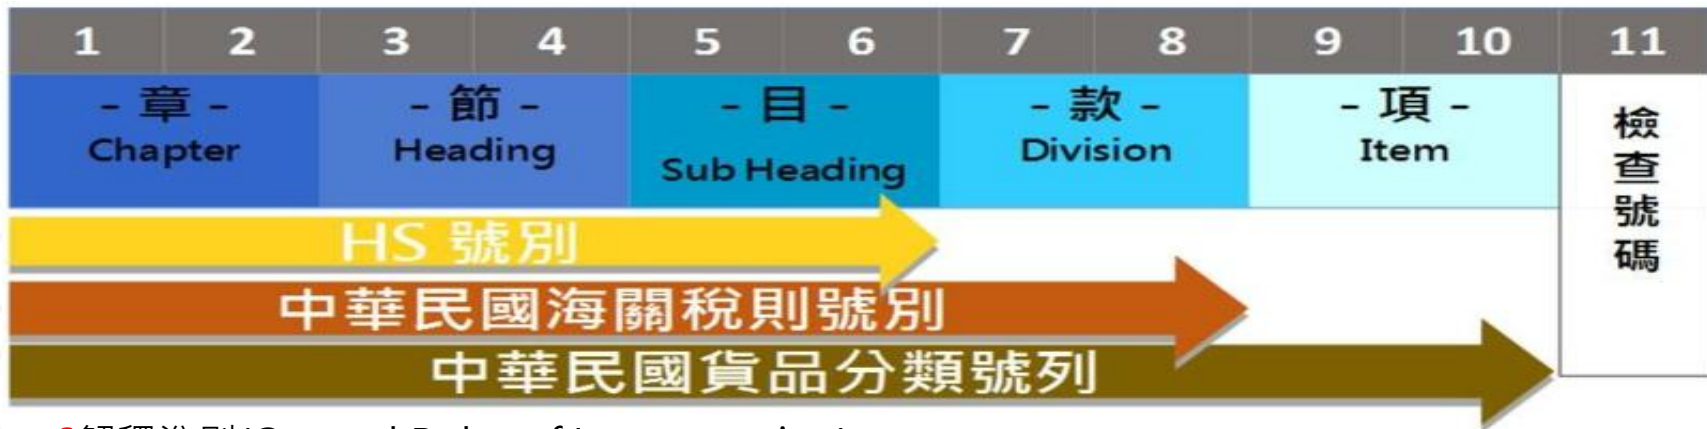 1 2 3 4 5 6 7 8 9 10 11
- 章 - - 節 - - 目 - - 款 - - 項 -
Chapter Heading Sub Heading Division Item
檢查號碼
HS 號別
中華民國海關稅則號別
中華民國貨品分類號列